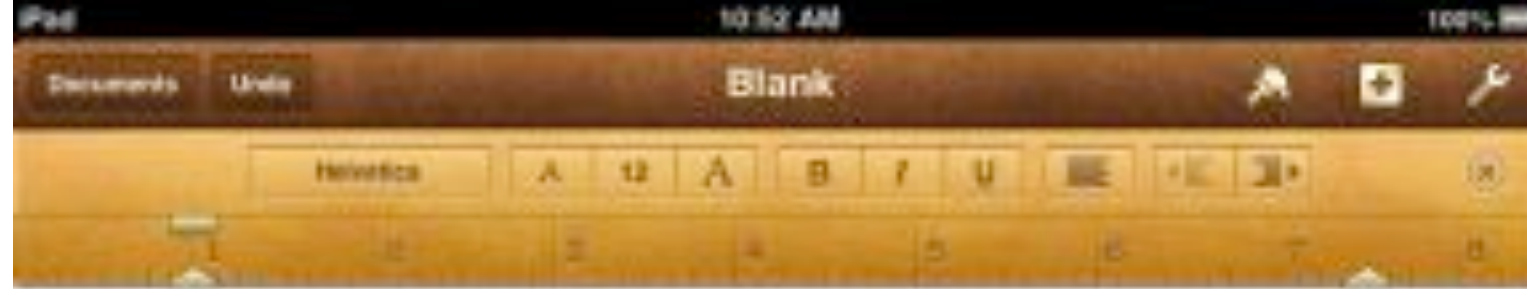 iPad 10:52 AM 100%
Documents Undo Blank
Helvetica A 12 A B I U
1 2 3 4 5 6 7 8